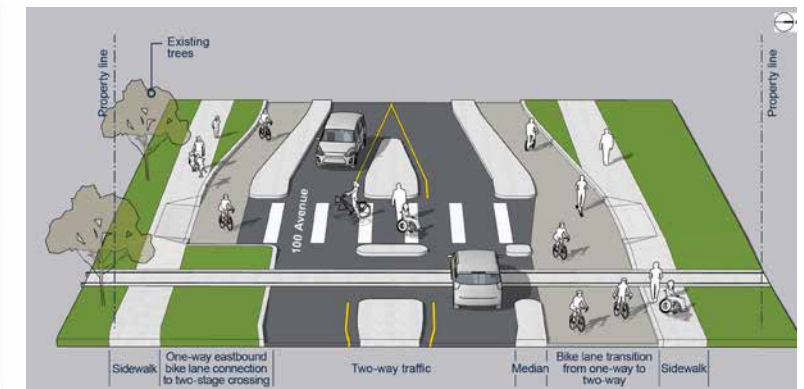 Existing
trees
Property line
Property line
100 Avenue
Sidewalk
One-way eastbound
bike lane connection
to two-stage crossing
Two-way traffic
Median
Bike lane transition
from one-way to
two-way
Sidewalk